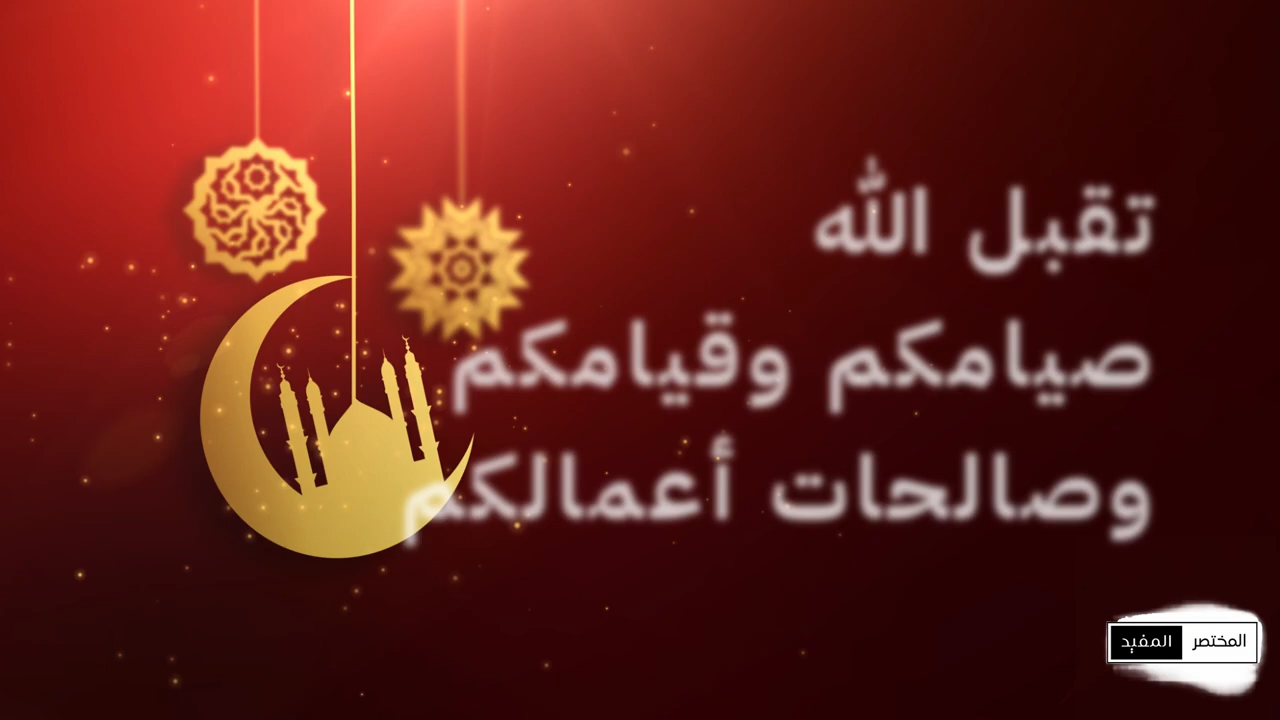 تقبل الله
صيامكم وقيامكم
وصالحات أعمالكم
المختصر المفيد